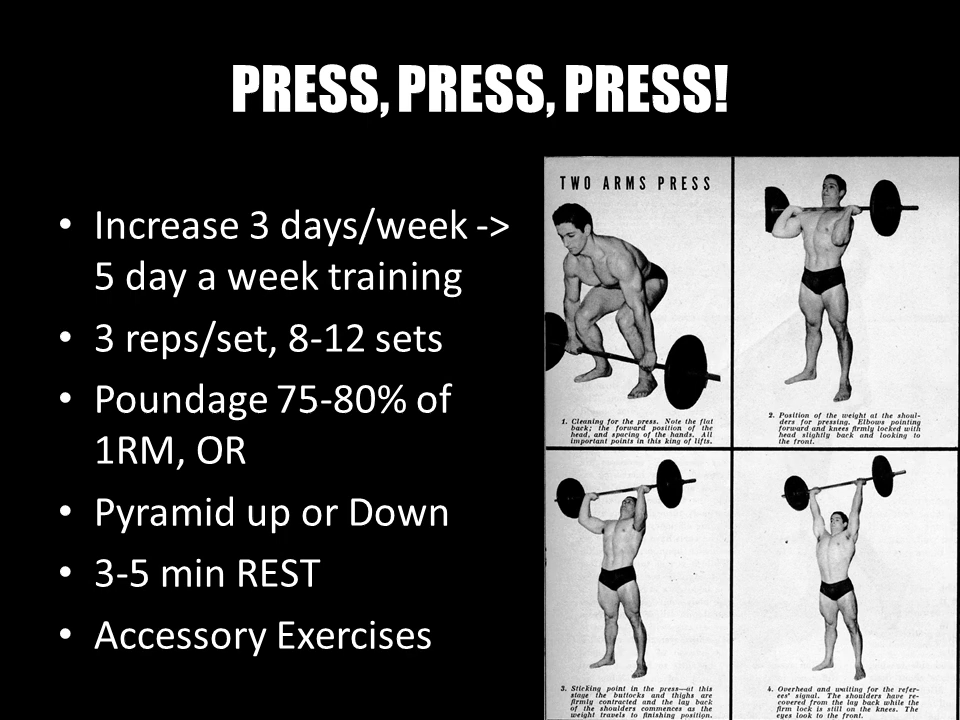 PRESS, PRESS, PRESS!
• Increase 3 days/week ->
5 day a week training
• 3 reps/set, 8-12 sets
• Poundage 75-80% of
1RM, OR
• Pyramid up or Down
• 3-5 min REST
• Accessory Exercises
TWO ARMS PRESS
1. Cleaning for the press. Note the flat
back; the forward position of the
head, and spacing of the hands. All
important points in this king of lifts.
2. Position of the weight at the shoul-
ders for pressing. Elbows pointing
forward and knees firmly locked with
head slightly back and looking to
the front.
3. Sticking point in the press—at this
stage the buttocks and thighs are
firmly contracted and the lay back
of the shoulders commences as the
weight travels to finishing position.
4. Overhead and waiting for the refer-
ees' signal. The shoulders have re-
covered from the lay back while the
firm lock is still on the knees. The
eyes look to the front.